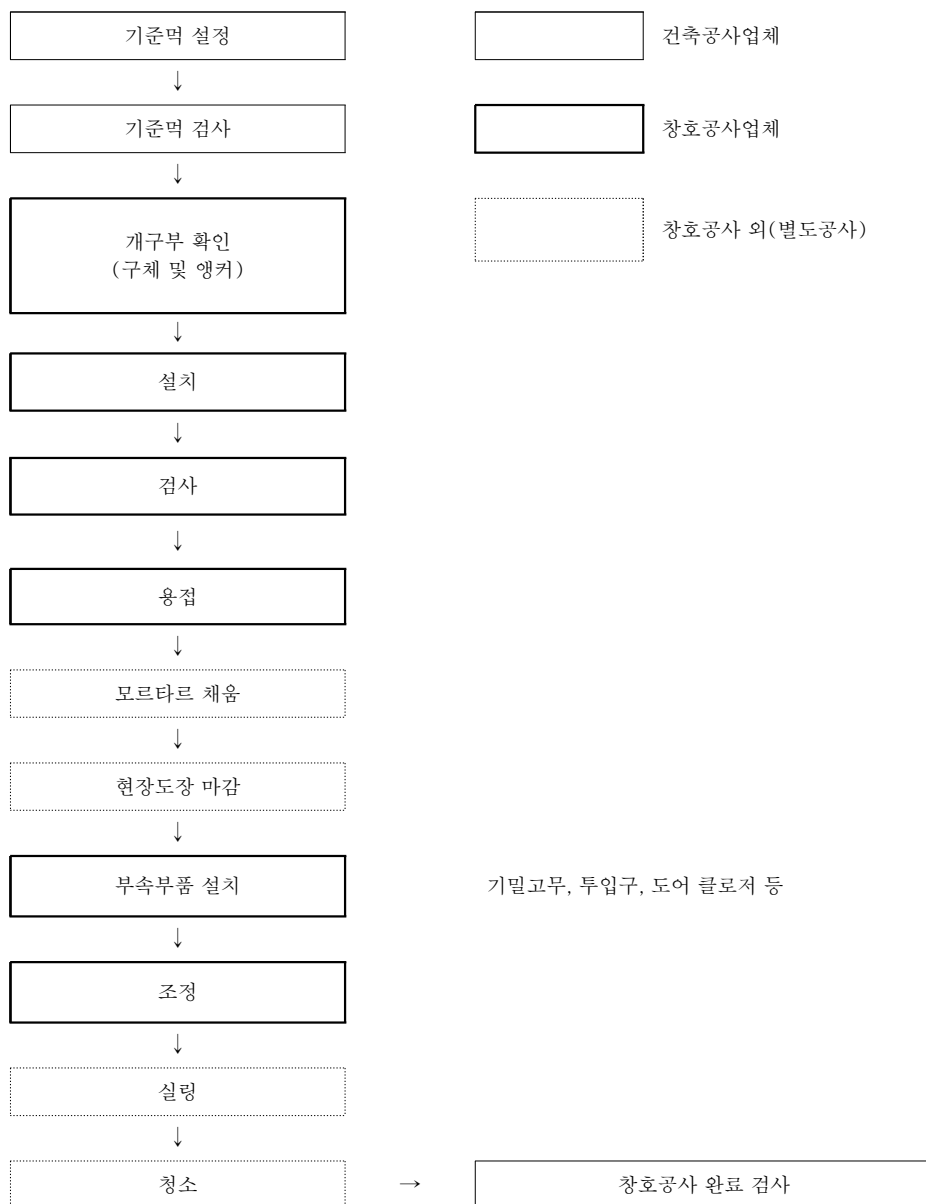 기준먹 설정
건축공사업체
↓
기준먹 검사
창호공사업체
↓
개구부 확인
(구체 및 앵커)
창호공사 외(별도공사)
↓
설치
↓
검사
↓
용접
↓
모르타르 채움
↓
현장도장 마감
↓
부속부품 설치
기밀고무, 투입구, 도어 클로저 등
↓
조정
↓
실링
↓
청소 → 창호공사 완료 검사